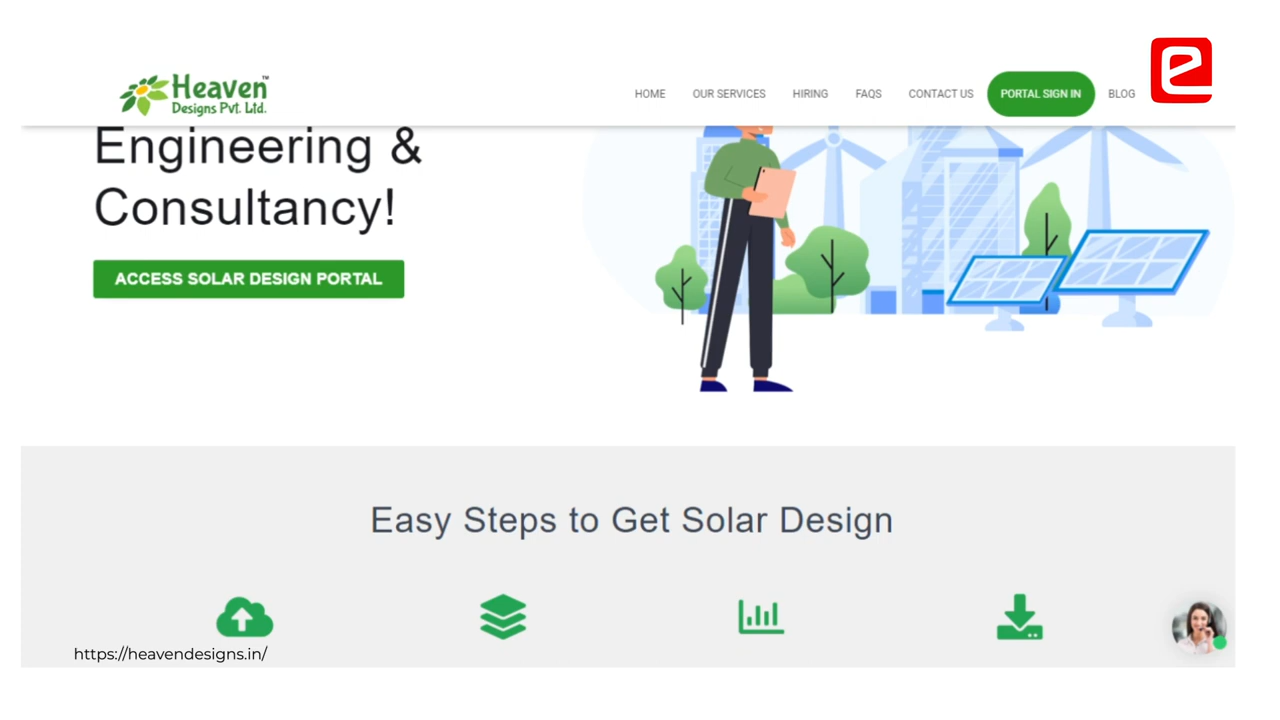 Heaven™
Designs Pvt. Ltd.
HOME OUR SERVICES HIRING FAQS CONTACT US PORTAL SIGN IN BLOG
e
Engineering &
Consultancy!
ACCESS SOLAR DESIGN PORTAL
Easy Steps to Get Solar Design
https://heavendesigns.in/